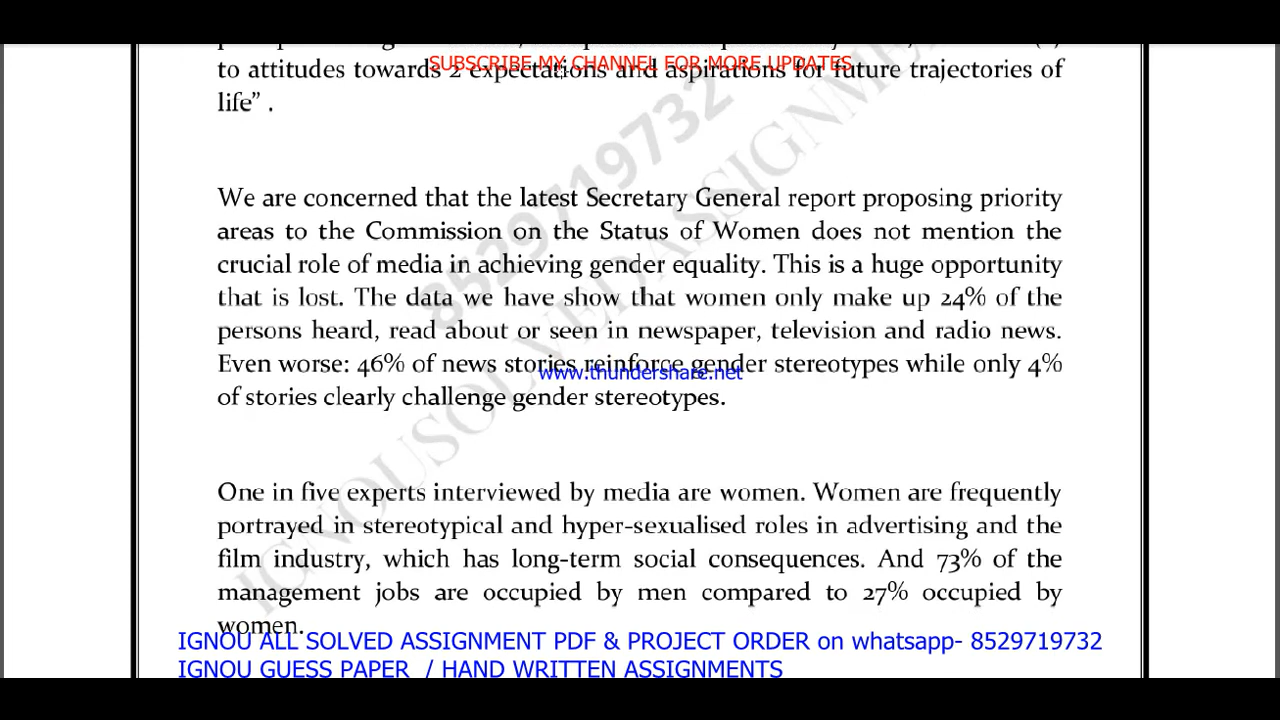 SUBSCRIBE MY CHANNEL FOR MORE UPDATES
to attitudes towards 2 expectations and aspirations for future trajectories of
life” .
We are concerned that the latest Secretary General report proposing priority
areas to the Commission on the Status of Women does not mention the
crucial role of media in achieving gender equality. This is a huge opportunity
that is lost. The data we have show that women only make up 24% of the
persons heard, read about or seen in newspaper, television and radio news.
Even worse: 46% of news stories reinforce gender stereotypes while only 4%
www.thundershare.net
of stories clearly challenge gender stereotypes.
One in five experts interviewed by media are women. Women are frequently
portrayed in stereotypical and hyper-sexualised roles in advertising and the
film industry, which has long-term social consequences. And 73% of the
management jobs are occupied by men compared to 27% occupied by
women.
IGNOU ALL SOLVED ASSIGNMENT PDF & PROJECT ORDER on whatsapp- 8529719732
IGNOU GUESS PAPER / HAND WRITTEN ASSIGNMENTS
8529719732
IGNOUSOLVEDASSIGNME